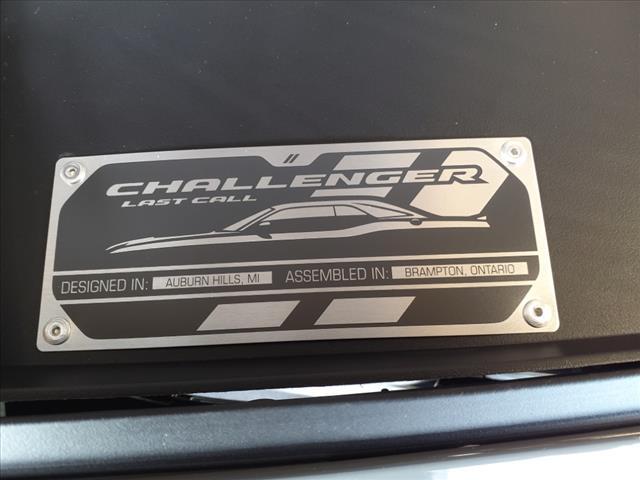 CHALLENGER
LAST CALL
DESIGNED IN: AUBURN HILLS, MI ASSEMBLED IN: BRAMPTON, ONTARIO